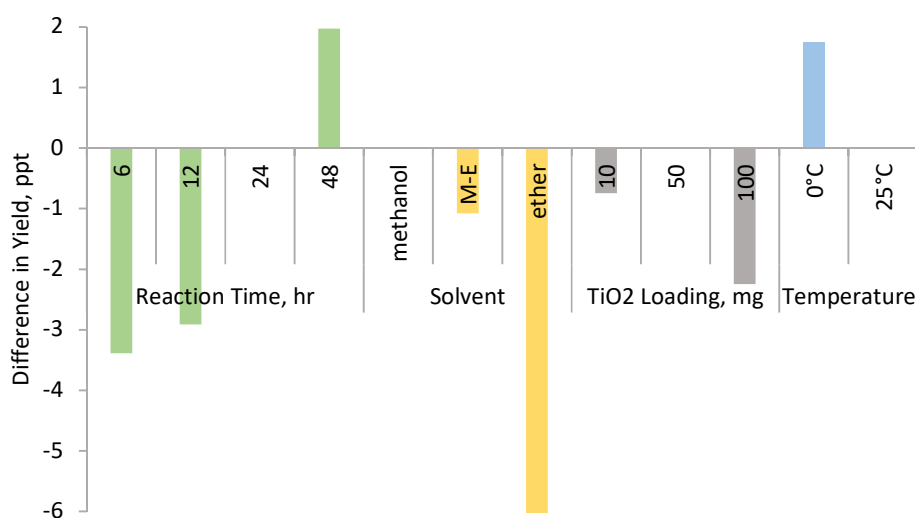 Difference in Yield, ppt
2
1
0
-1
-2
-3
-4
-5
-6
6
12
24
48
methanol
M-E
ether
10
50
100
0°C
25°C
Reaction Time, hr
Solvent
TiO2 Loading, mg
Temperature